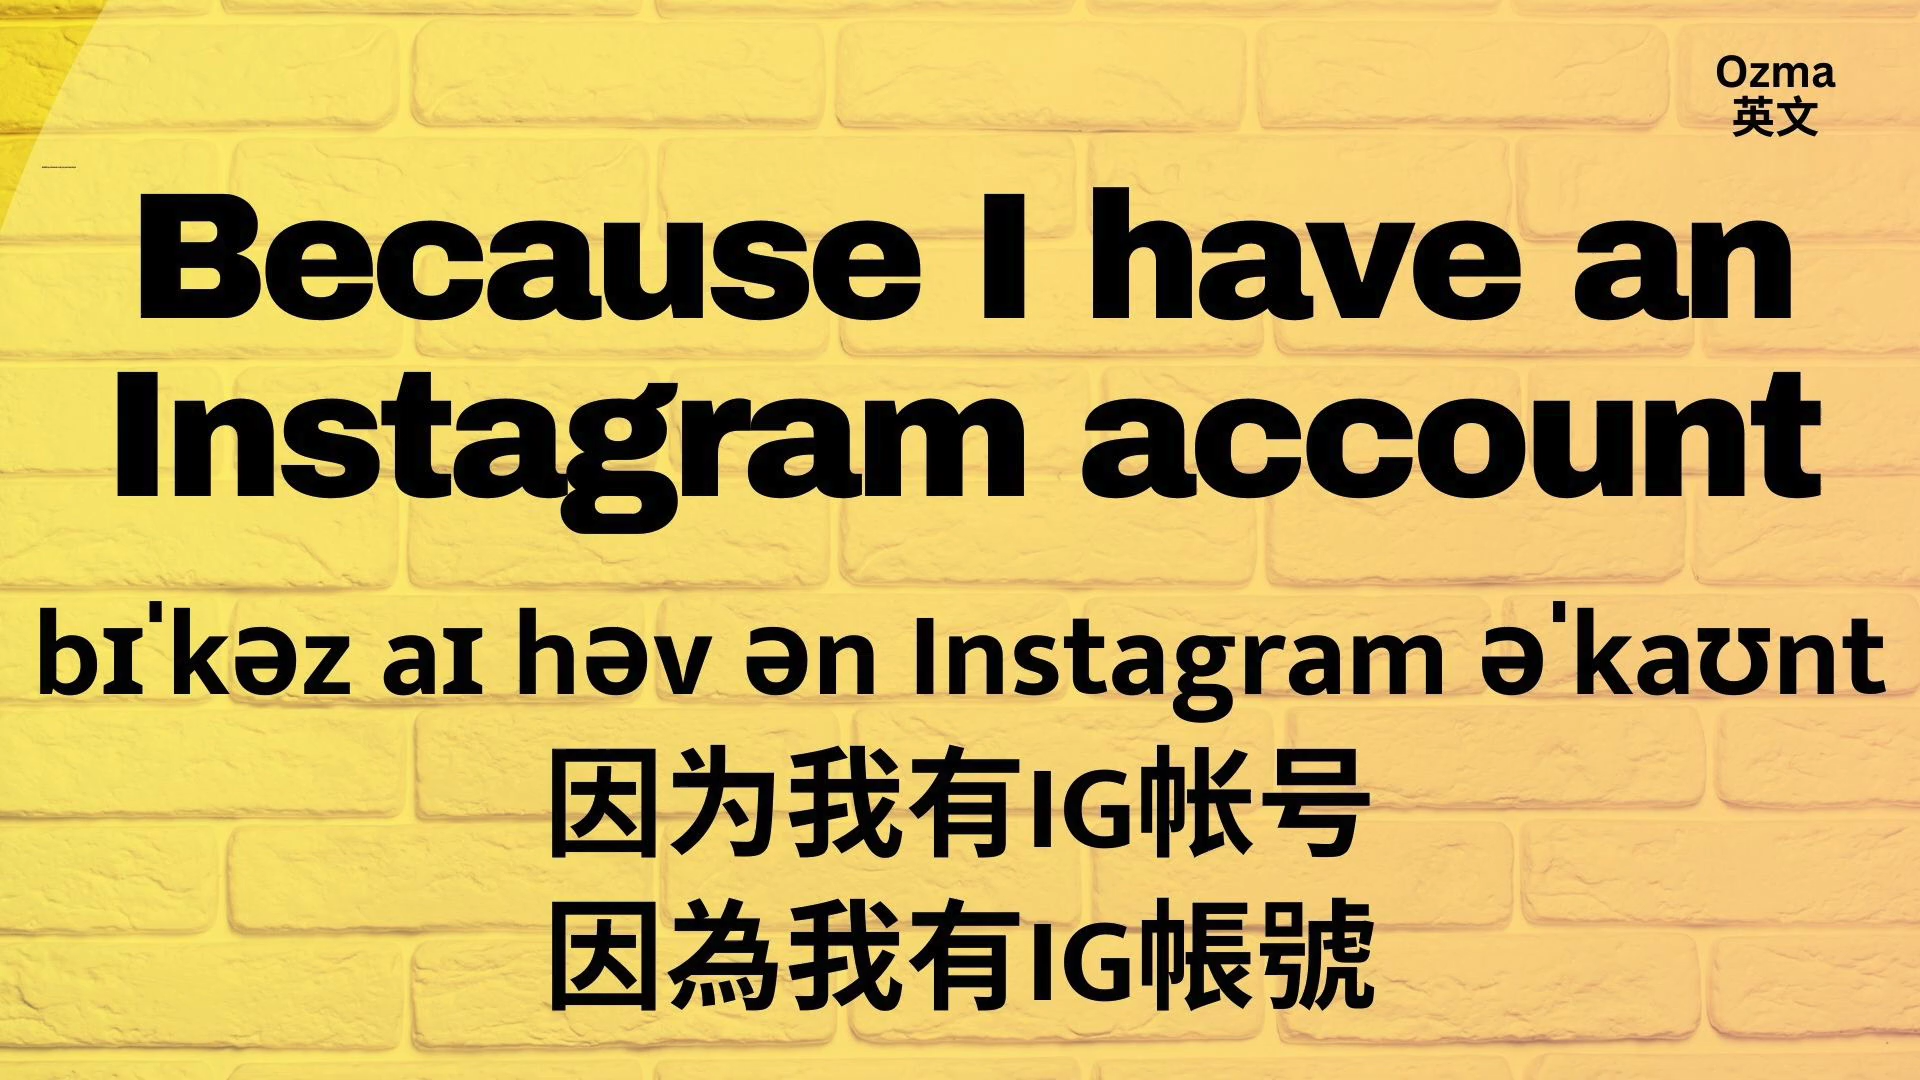 Ozma
英文
Because I have an
Instagram account
bɪˈkəz aɪ həv ən Instagram əˈkaʊnt
因为我有IG帐号
因為我有IG帳號